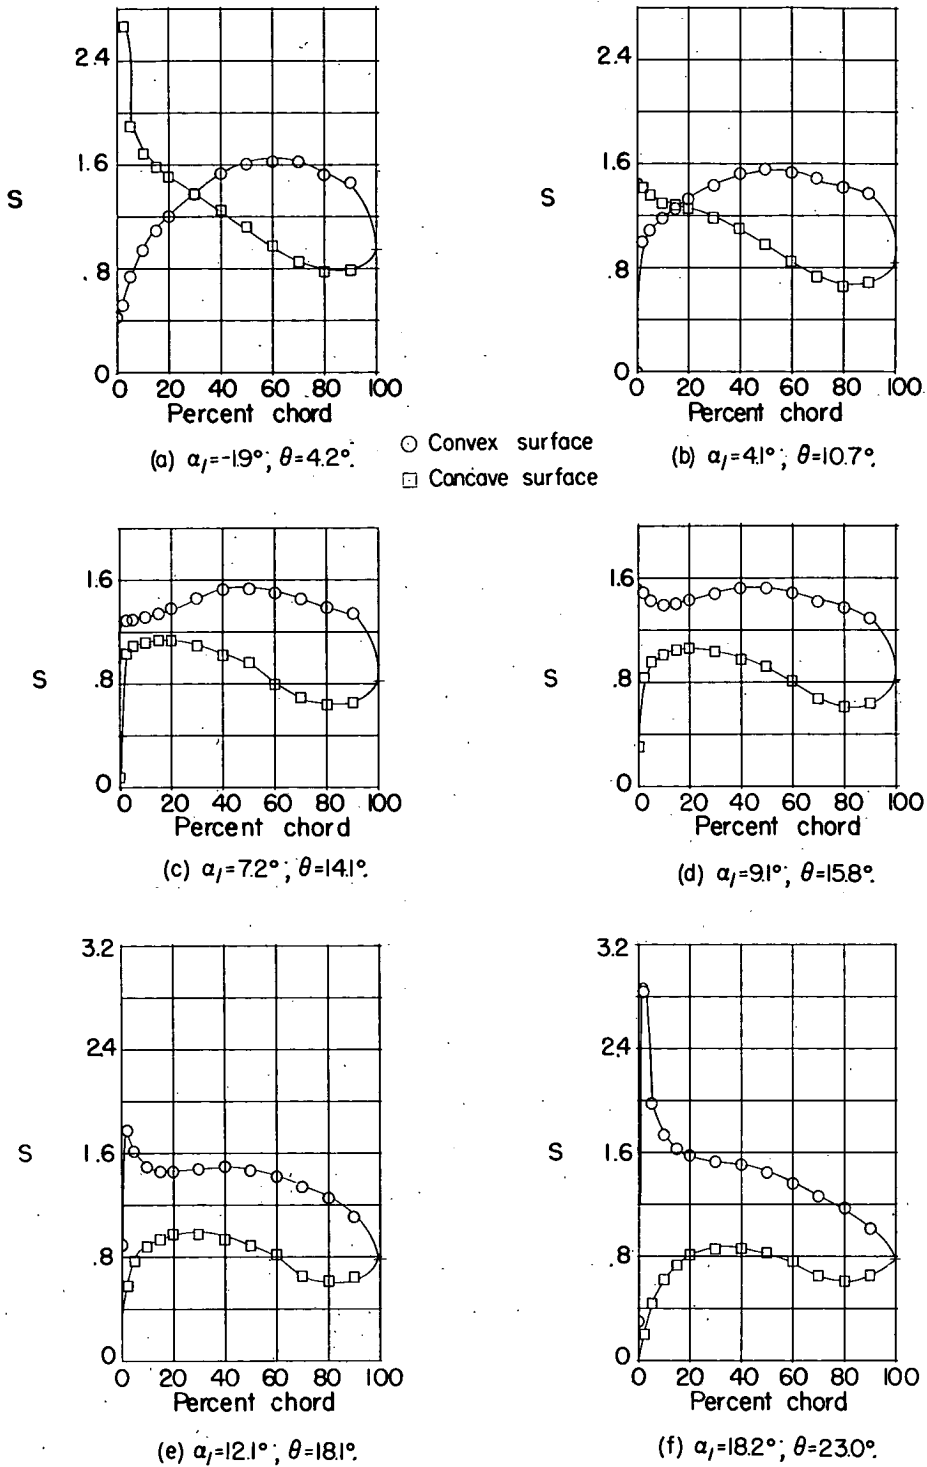 2.4
1.6
S
.8
0
0 20 40 60 80 100
Percent chord
(a) α₁=-1.9°; θ=4.2°.
2.4
1.6
S
.8
0
0 20 40 60 80 100
Percent chord
(b) α₁=4.1°; θ=10.7°.
Convex surface
Concave surface
1.6
S
.8
0
0 20 40 60 80 100
Percent chord
(c) α₁=7.2°; θ=14.1°.
1.6
S
.8
0
0 20 40 60 80 100
Percent chord
(d) α₁=9.1°; θ=15.8°.
3.2
2.4
S
1.6
.8
0
0 20 40 60 80 100
Percent chord
(e) α₁=12.1°; θ=18.1°.
3.2
2.4
S
1.6
.8
0
0 20 40 60 80 100
Percent chord
(f) α₁=18.2°; θ=23.0°.